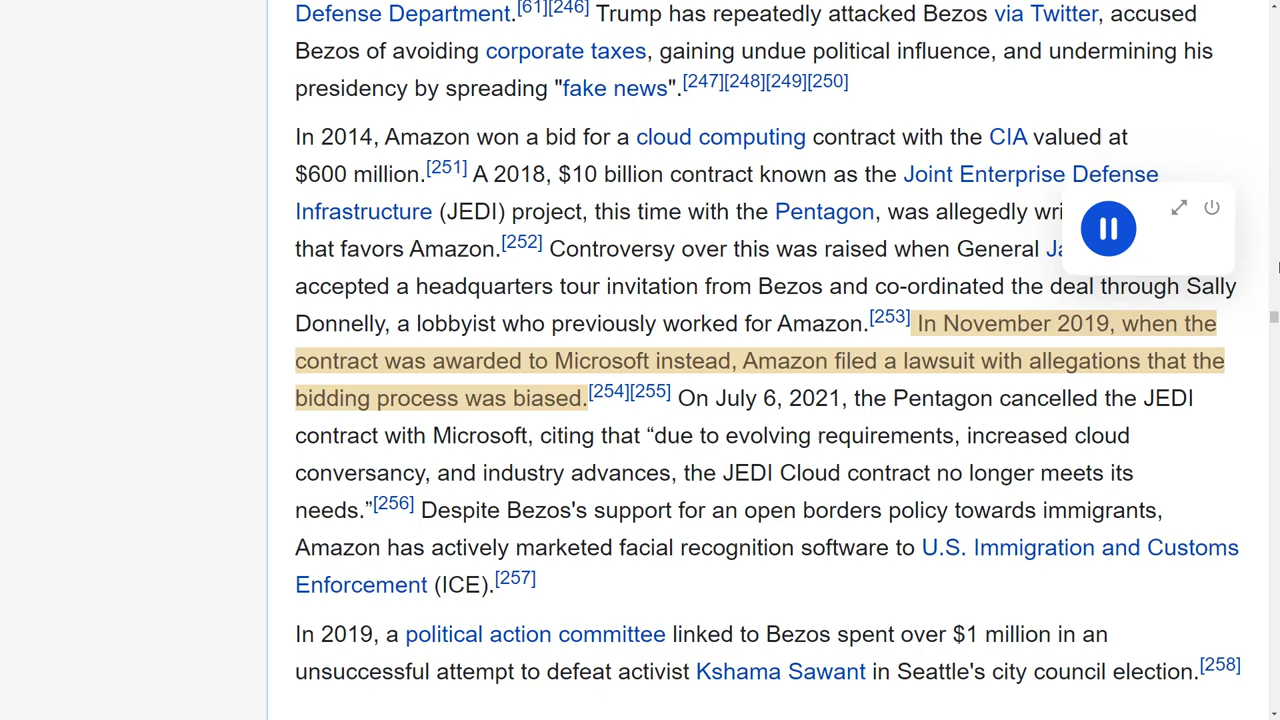 Defense Department.[61][246] Trump has repeatedly attacked Bezos via Twitter, accused
Bezos of avoiding corporate taxes, gaining undue political influence, and undermining his
presidency by spreading "fake news".[247][248][249][250]
In 2014, Amazon won a bid for a cloud computing contract with the CIA valued at
$600 million.[251] A 2018, $10 billion contract known as the Joint Enterprise Defense
Infrastructure (JEDI) project, this time with the Pentagon, was allegedly
that favors Amazon.[252] Controversy over this was raised when General
accepted a headquarters tour invitation from Bezos and co-ordinated the deal through Sally
Donnelly, a lobbyist who previously worked for Amazon.[253] In November 2019, when the
contract was awarded to Microsoft instead, Amazon filed a lawsuit with allegations that the
bidding process was biased.[254][255] On July 6, 2021, the Pentagon cancelled the JEDI
contract with Microsoft, citing that “due to evolving requirements, increased cloud
conversancy, and industry advances, the JEDI Cloud contract no longer meets its
needs.”[256] Despite Bezos's support for an open borders policy towards immigrants,
Amazon has actively marketed facial recognition software to U.S. Immigration and Customs
Enforcement (ICE).[257]
In 2019, a political action committee linked to Bezos spent over $1 million in an
unsuccessful attempt to defeat activist Kshama Sawant in Seattle's city council election.[258]